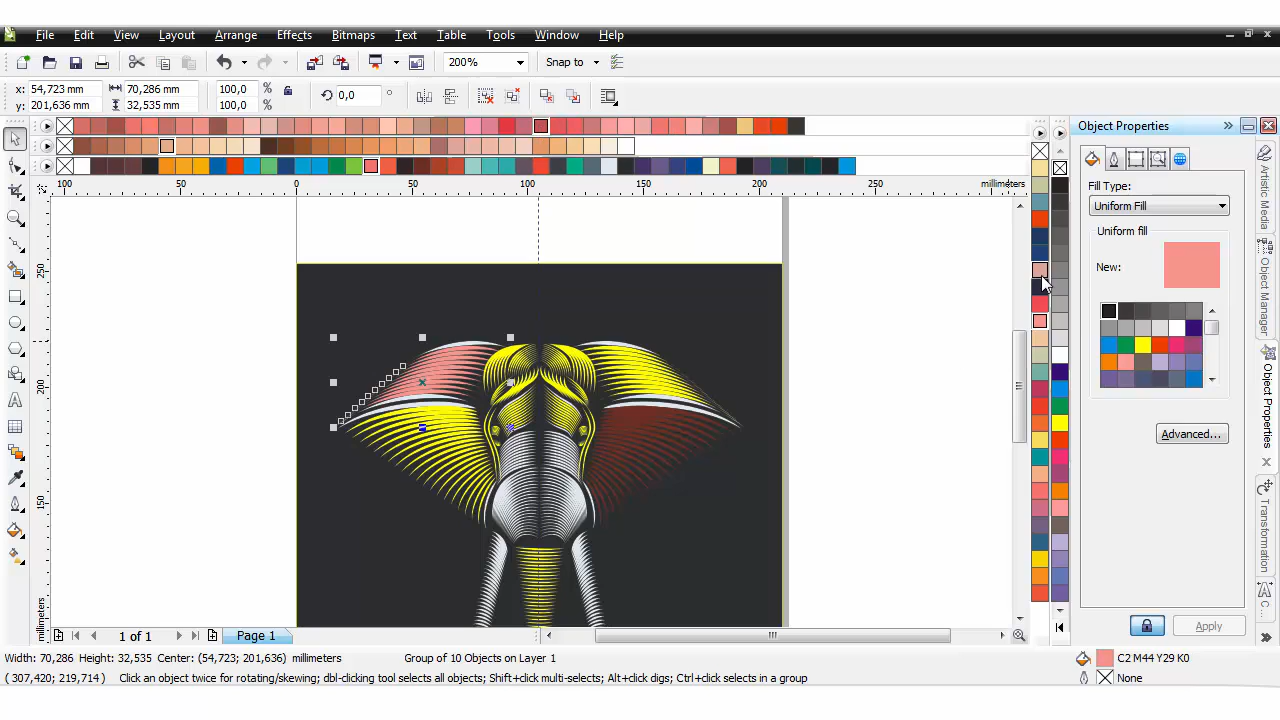 File Edit View Layout Arrange Effects Bitmaps Text Table Tools Window Help
200% Snap to
x: 54,723 mm 70,286 mm 100,0 % 0,0 °
y: 201,636 mm 32,535 mm 100,0 %
Object Properties
100 50 0 50 100 150 200 250 millimeters
Fill Type:
Uniform Fill
Uniform fill
New:
Advanced...
Apply
250
200
150
millimeters
Artistic Media
Object Manager
Object Properties
Transformation
C...
1 of 1 Page 1
Width: 70,286 Height: 32,535 Center: (54,723; 201,636) millimeters Group of 10 Objects on Layer 1 C2 M44 Y29 K0
( 307,420; 219,714 ) Click an object twice for rotating/skewing; dbl-clicking tool selects all objects; Shift+click multi-selects; Alt+click digs; Ctrl+click selects in a group None